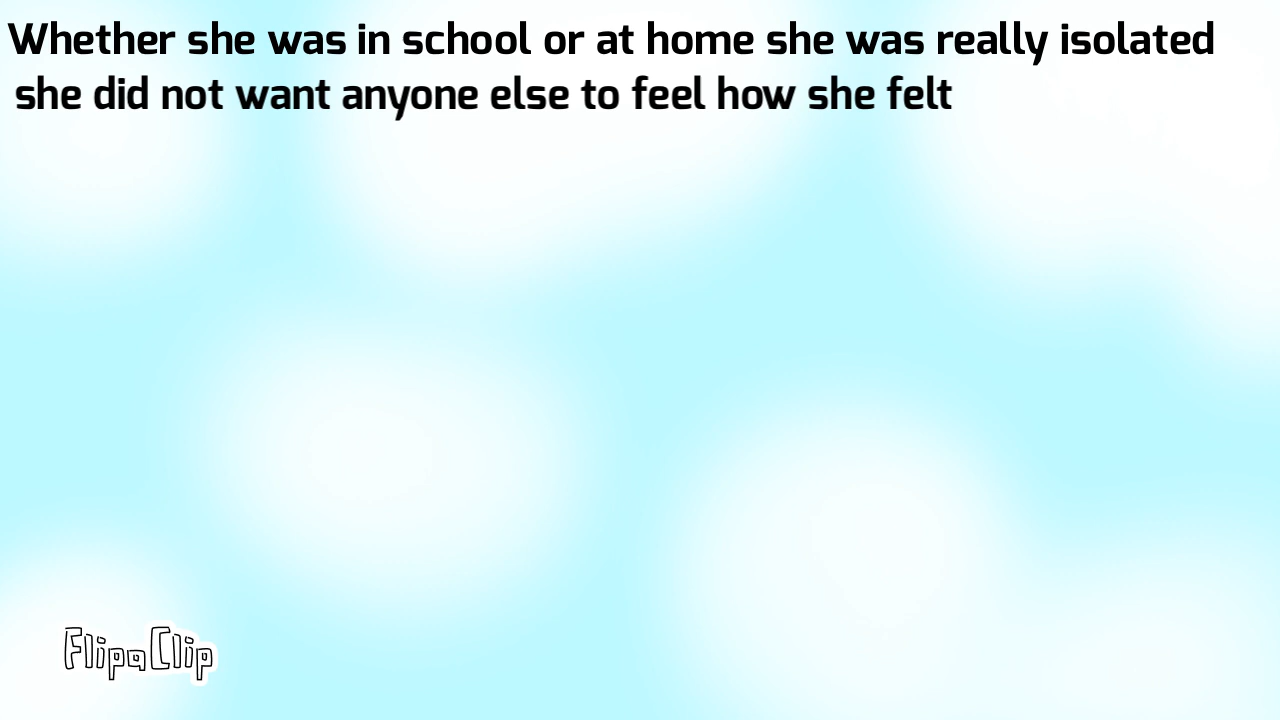 Whether she was in school or at home she was really isolated
she did not want anyone else to feel how she felt
FlipaClip